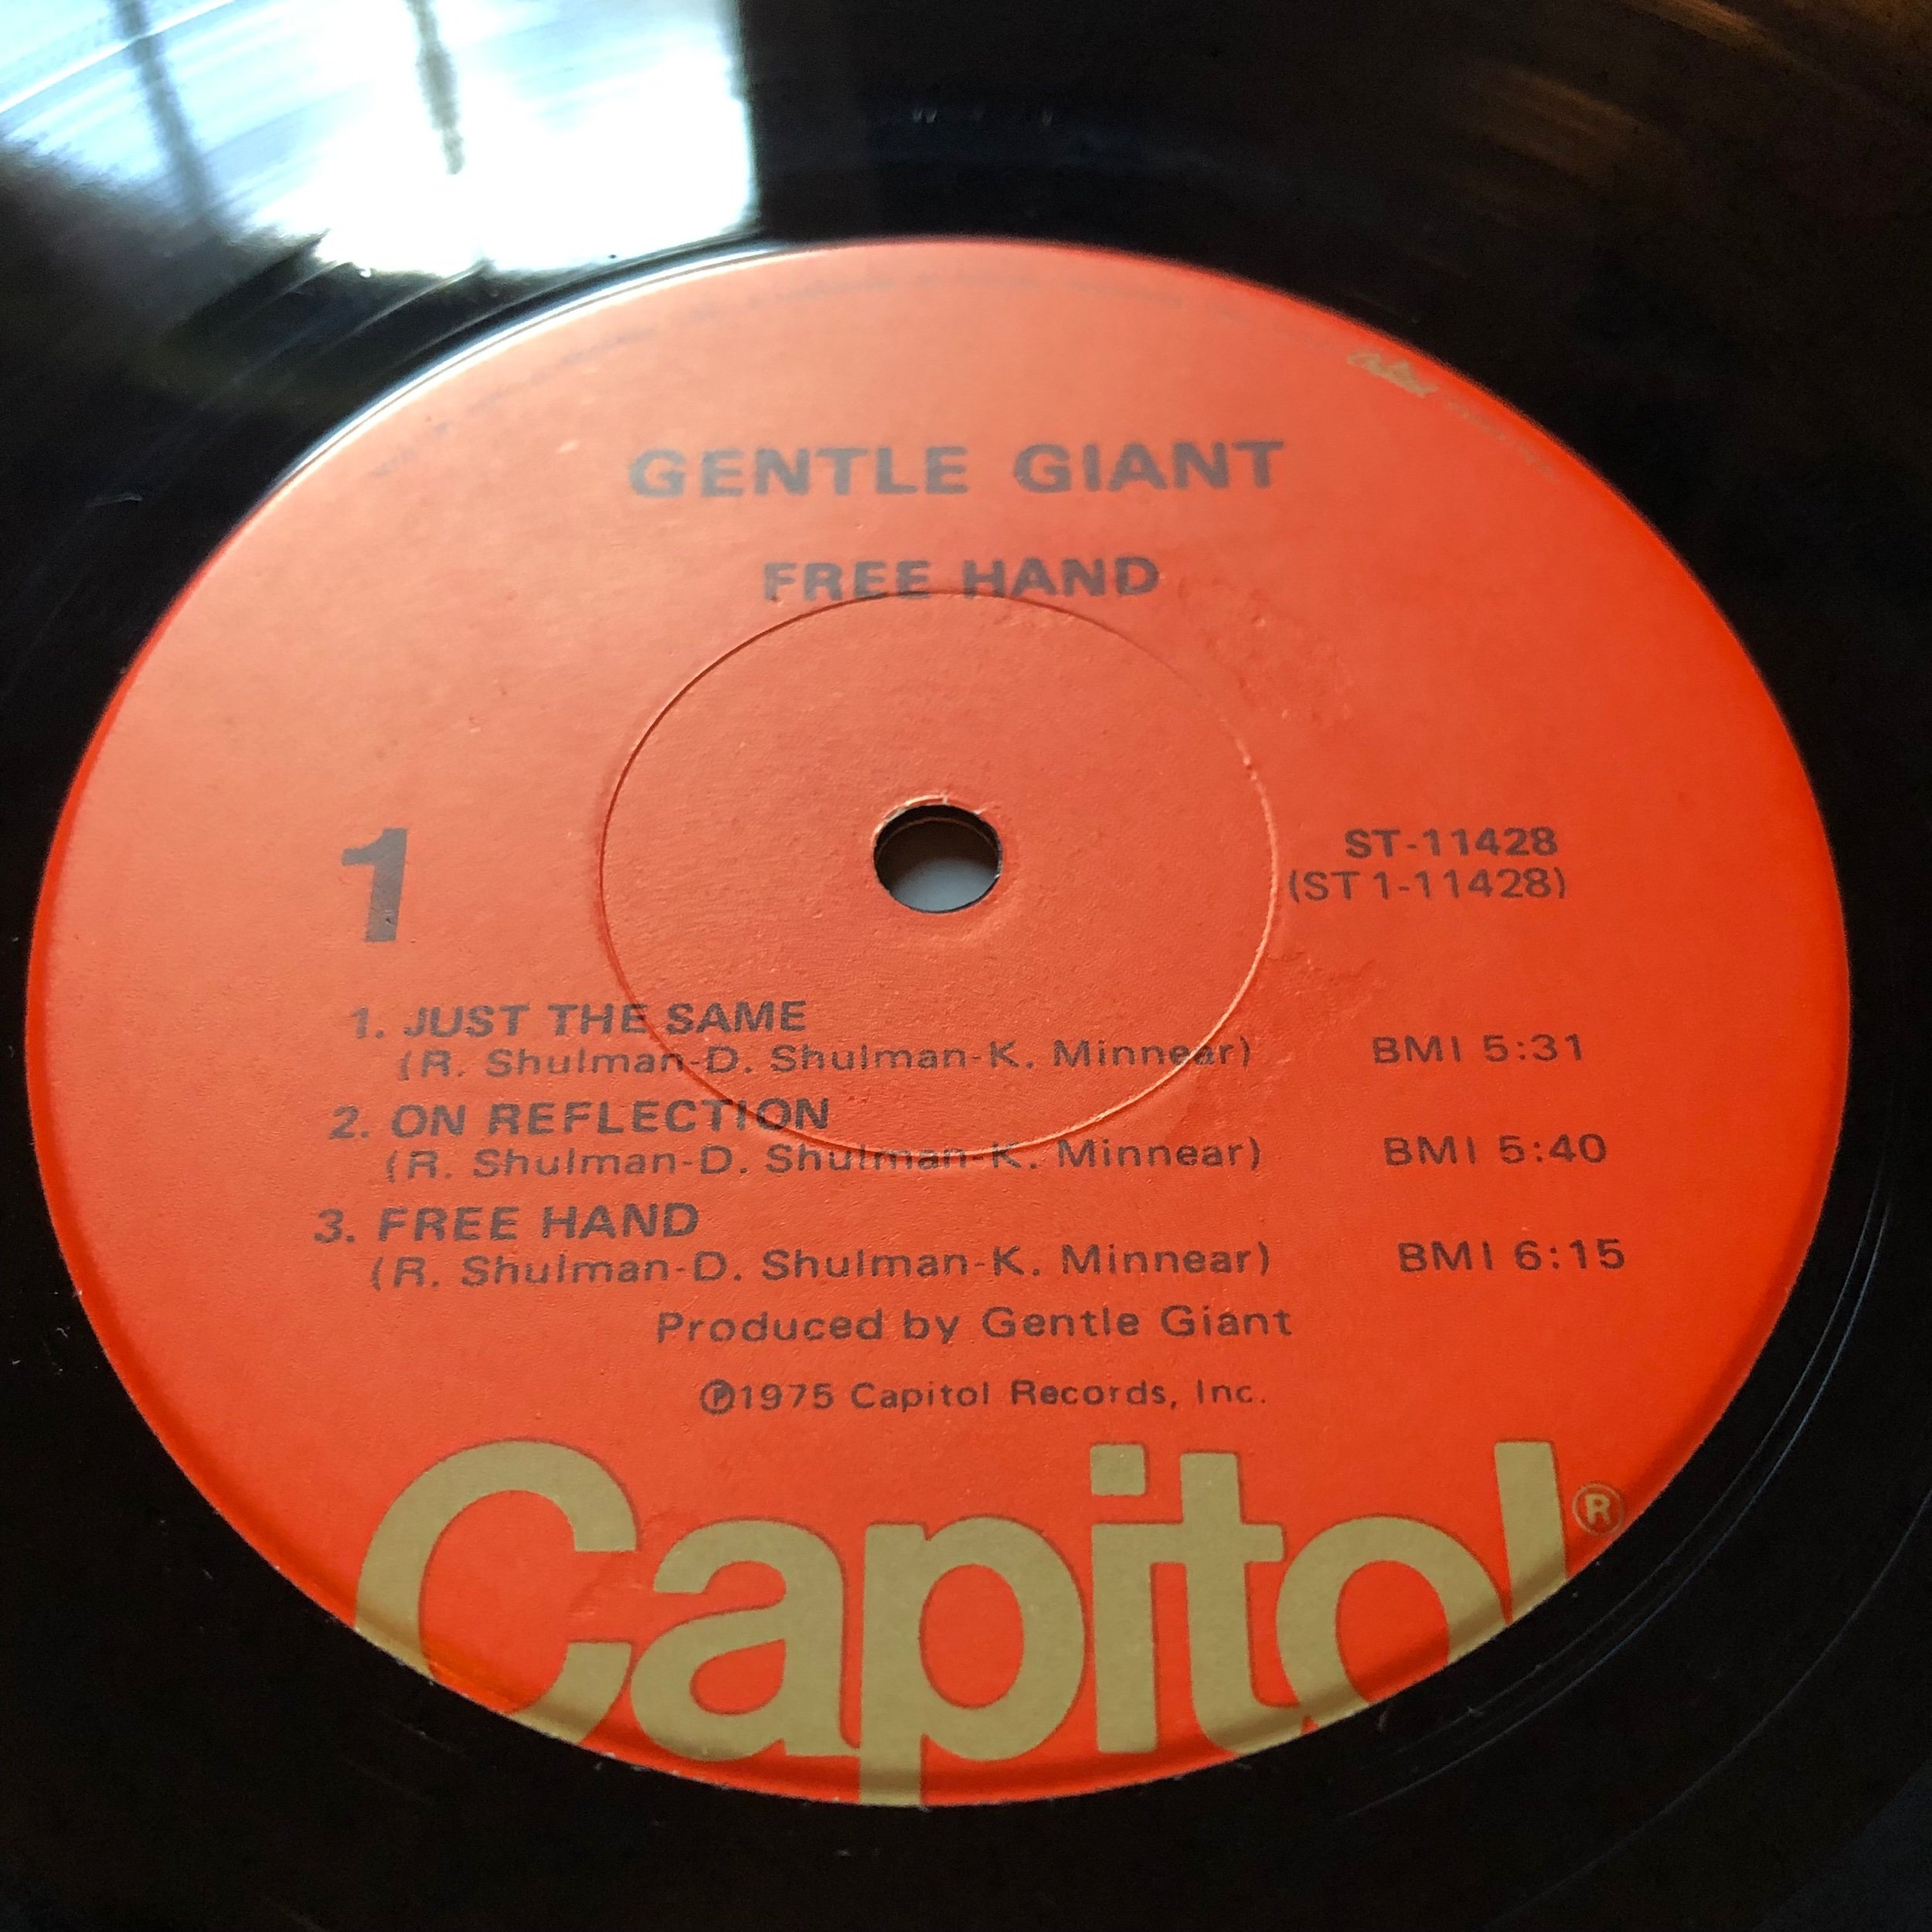 GENTLE GIANT
FREE HAND
1
ST-11428
(ST1-11428)
1. JUST THE SAME
(R. Shulman-D. Shulman-K. Minnear) BMI 5:31
2. ON REFLECTION
(R. Shulman-D. Shulman-K. Minnear) BMI 5:40
3. FREE HAND
(R. Shulman-D. Shulman-K. Minnear) BMI 6:15
Produced by Gentle Giant
℗1975 Capitol Records, Inc.
Capitol®